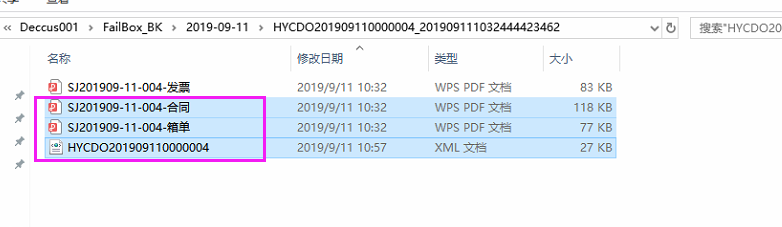 查看
« Deccus001 › FailBox_BK › 2019-09-11 › HYCDO201909110000004_201909111032444423462
搜索"HYCDO20
名称 修改日期 类型 大小
SJ201909-11-004-发票 2019/9/11 10:32 WPS PDF 文档 83 KB
SJ201909-11-004-合同 2019/9/11 10:32 WPS PDF 文档 118 KB
SJ201909-11-004-箱单 2019/9/11 10:32 WPS PDF 文档 77 KB
HYCDO201909110000004 2019/9/11 10:57 XML 文档 27 KB